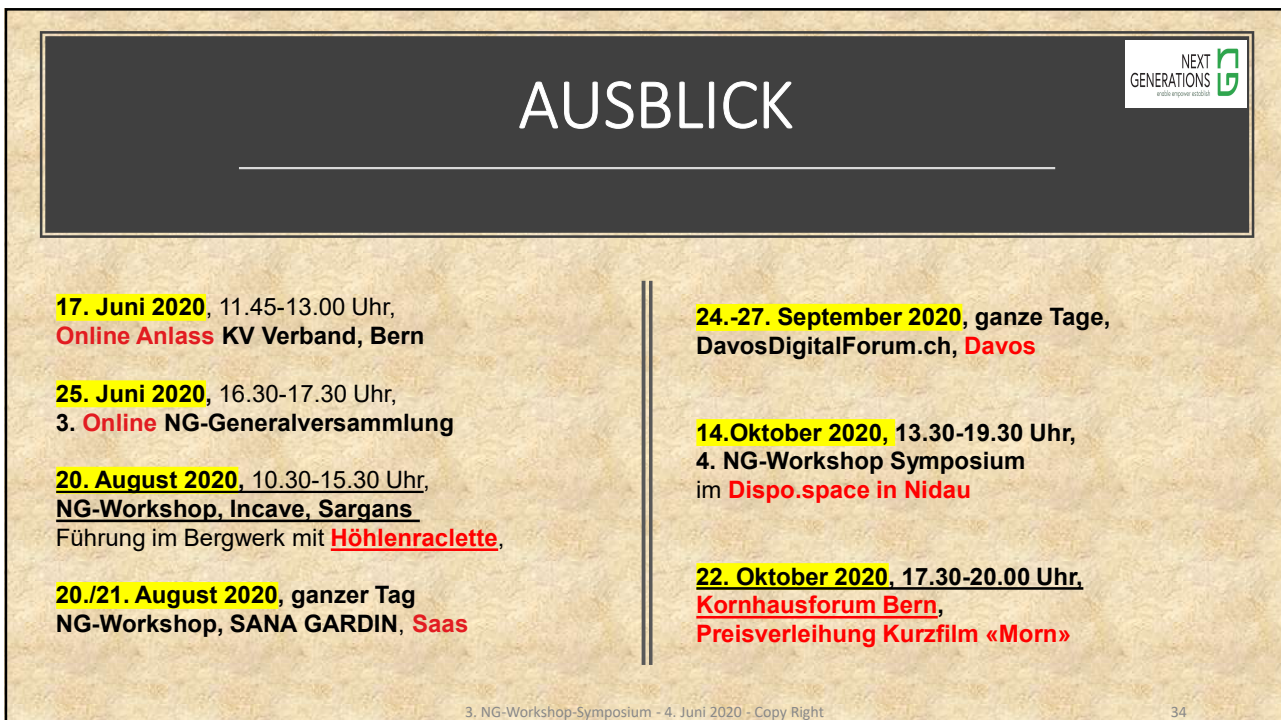 AUSBLICK
NEXT
GENERATIONS
enable empower establish
17. Juni 2020, 11.45-13.00 Uhr,
Online Anlass KV Verband, Bern
25. Juni 2020, 16.30-17.30 Uhr,
3. Online NG-Generalversammlung
20. August 2020, 10.30-15.30 Uhr,
NG-Workshop, Incave, Sargans
Führung im Bergwerk mit Höhlenraclette,
20./21. August 2020, ganzer Tag
NG-Workshop, SANA GARDIN, Saas
24.-27. September 2020, ganze Tage,
DavosDigitalForum.ch, Davos
14.Oktober 2020, 13.30-19.30 Uhr,
4. NG-Workshop Symposium
im Dispo.space in Nidau
22. Oktober 2020, 17.30-20.00 Uhr,
Kornhausforum Bern,
Preisverleihung Kurzfilm «Morn»
3. NG-Workshop-Symposium - 4. Juni 2020 - Copy Right
34